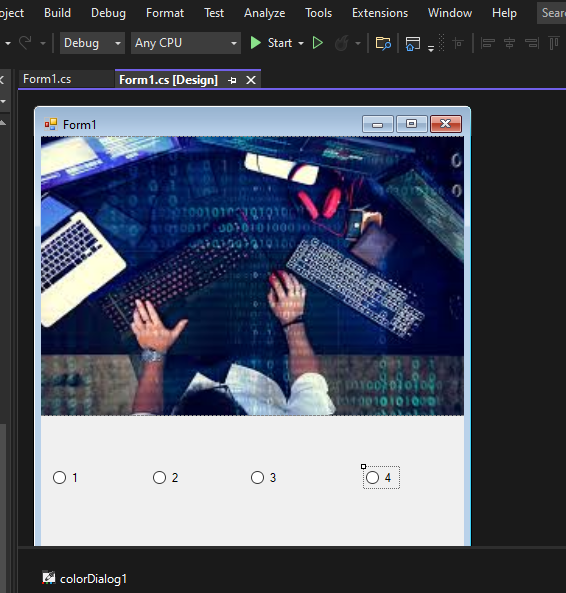 oject Build Debug Format Test Analyze Tools Extensions Window Help Sear
Debug Any CPU Start
Form1.cs Form1.cs [Design]
Form1
1 2 3 4
colorDialog1